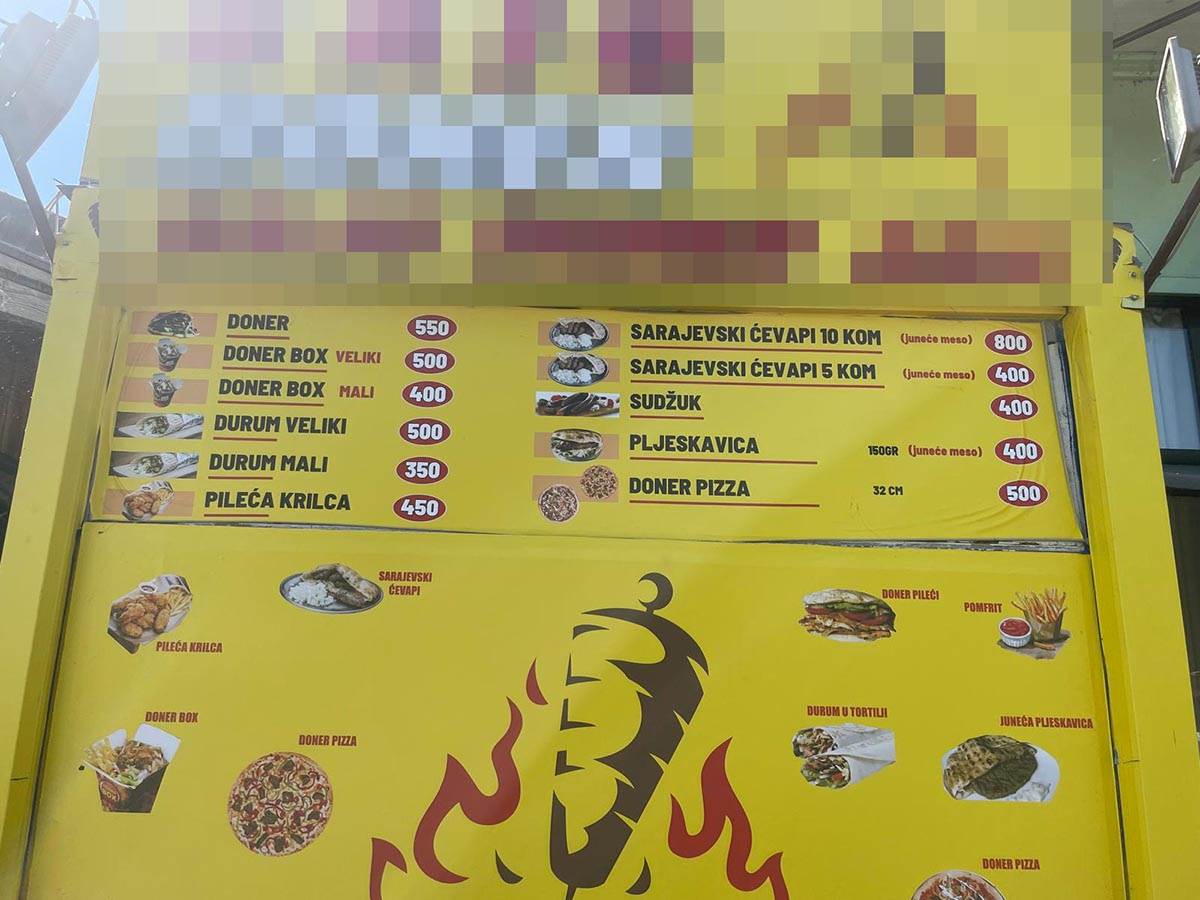 DONER 550
DONER BOX VELIKI 500
DONER BOX MALI 400
DURUM VELIKI 500
DURUM MALI 350
PILEĆA KRILCA 450
SARAJEVSKI ĆEVAPI 10 KOM (juneće meso) 800
SARAJEVSKI ĆEVAPI 5 KOM (juneće meso) 400
SUDŽUK 400
PLJESKAVICA 150GR (juneće meso) 400
DONER PIZZA 32 CM 500
PILEĆA KRILCA
SARAJEVSKI
ĆEVAPI
DONER PILEĆI
POMFRIT
DONER BOX
DONER PIZZA
DURUM U TORTILJI
JUNEĆA PLJESKAVICA
DONER PIZZA